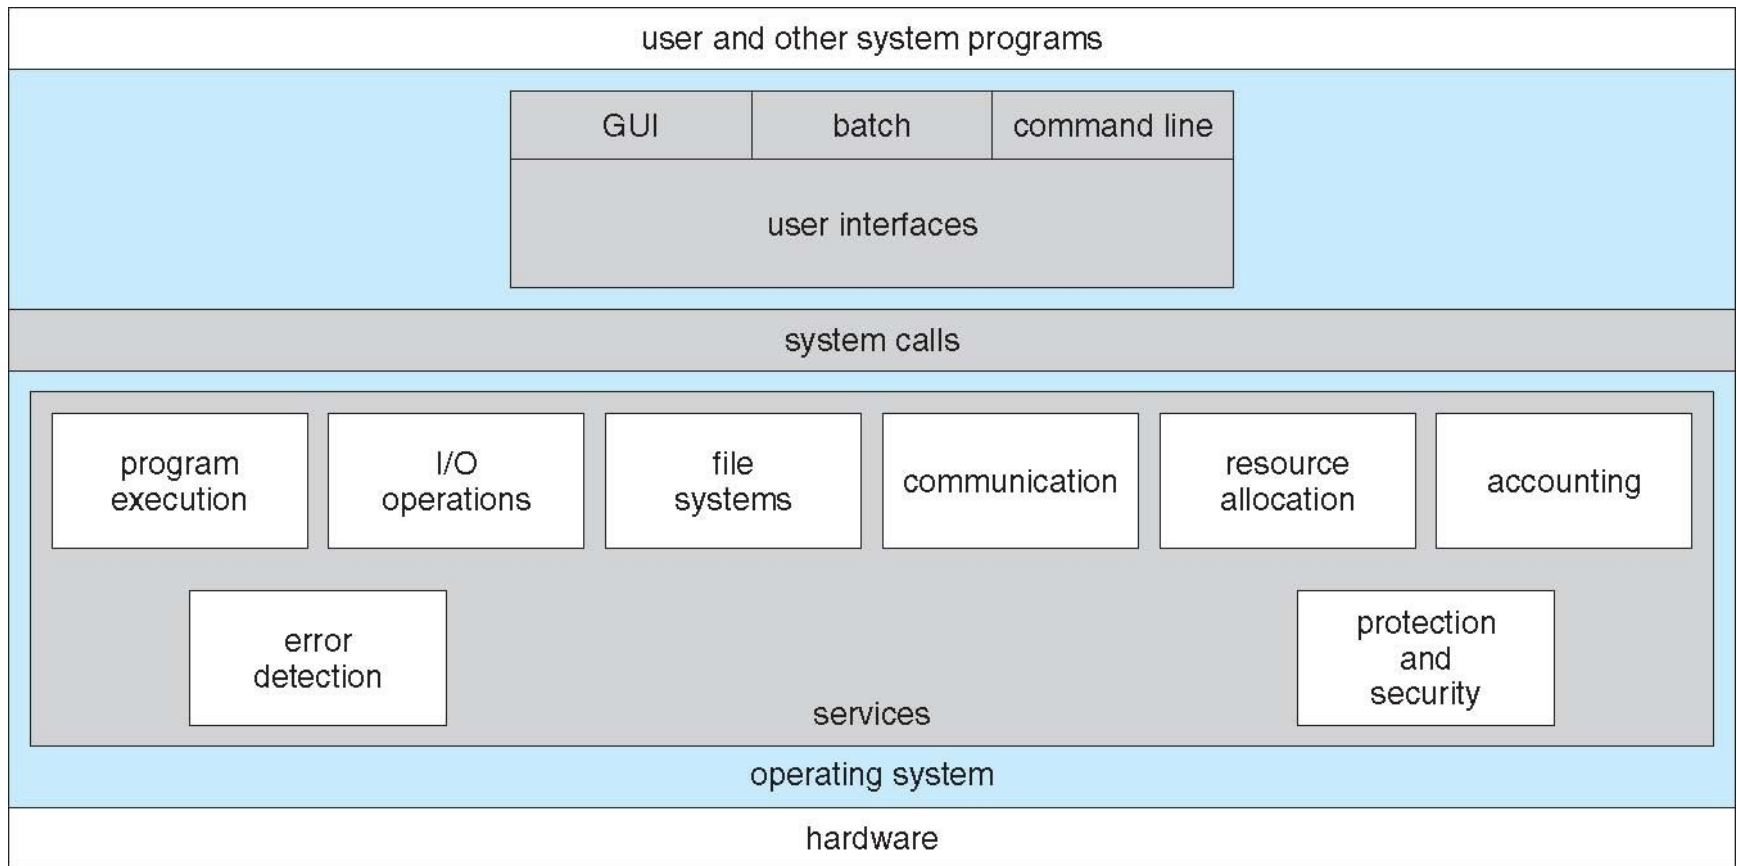 user and other system programs
GUI
batch
command line
user interfaces
system calls
program
execution
I/O
operations
file
systems
communication
resource
allocation
accounting
error
detection
protection
and
security
services
operating system
hardware